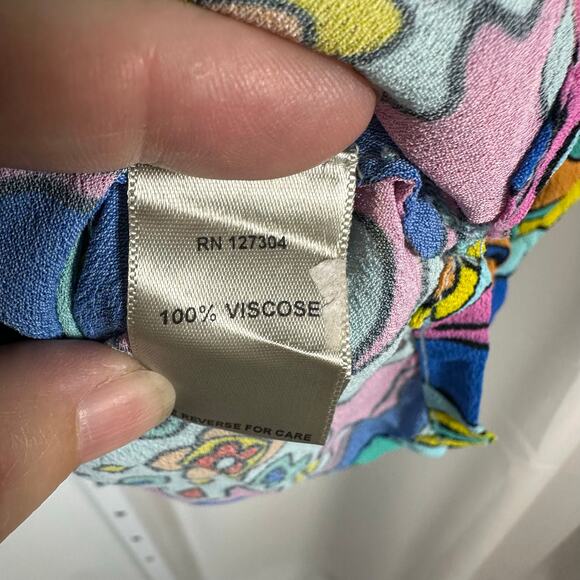 RN 127304
100% VISCOSE
REVERSE FOR CARE